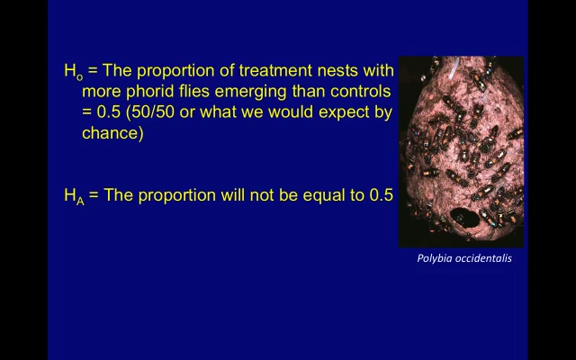 Ho = The proportion of treatment nests with
more phorid flies emerging than controls
= 0.5 (50/50 or what we would expect by
chance)
HA = The proportion will not be equal to 0.5
Polybia occidentalis